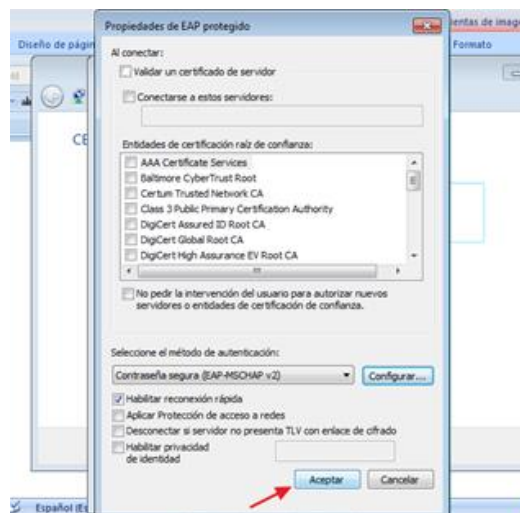 Propiedades de EAP protegido
entas de imag
Diseño de págin
Formato
Al conectar:
Validar un certificado de servidor
Conectarse a estos servidores:
CE
Entidades de certificación raíz de confianza:
AAA Certificate Services
Baltimore CyberTrust Root
Certum Trusted Network CA
Class 3 Public Primary Certification Authority
DigiCert Assured ID Root CA
DigiCert Global Root CA
DigiCert High Assurance EV Root CA
No pedir la intervención del usuario para autorizar nuevos
servidores o entidades de certificación de confianza.
Seleccione el método de autenticación:
Contraseña segura (EAP-MSCHAP v2)
Configurar...
Habilitar reconexión rápida
Aplicar Protección de acceso a redes
Desconectar si servidor no presenta TLV con enlace de cifrado
Habilitar privacidad
de identidad
Aceptar
Cancelar
Español (Es